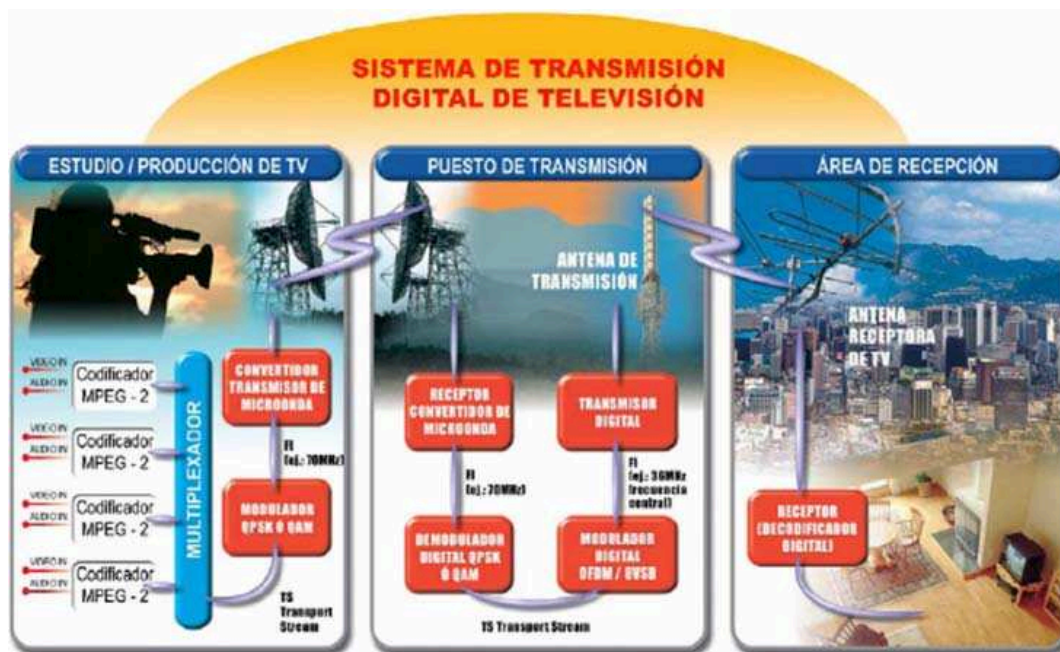 SISTEMA DE TRANSMISIÓN
DIGITAL DE TELEVISIÓN
ESTUDIO / PRODUCCIÓN DE TV
VIDEO IN
AUDIO IN
Codificador
MPEG - 2
VIDEO IN
AUDIO IN
Codificador
MPEG - 2
VIDEO IN
AUDIO IN
Codificador
MPEG - 2
VIDEO IN
AUDIO IN
Codificador
MPEG - 2
MULTIPLEXADOR
CONVERTIDOR
TRANSMISOR DE
MICROONDA
FI
(ej.: 70MHz)
MODULADOR
QPSK O QAM
TS
Transport
Stream
PUESTO DE TRANSMISIÓN
ANTENA DE
TRANSMISIÓN
RECEPTOR
CONVERTIDOR DE
MICROONDA
FI
(ej.: 70MHz)
DEMODULADOR
DIGITAL QPSK
Ó QAM
TS Transport Stream
TRANSMISOR
DIGITAL
FI
(ej.: 36MHz
frecuencia
central)
MODULADOR
DIGITAL
OFDM / 8VSB
ÁREA DE RECEPCIÓN
ANTENA
RECEPTORA
DE TV
RECEPTOR
(DECODIFICADOR
DIGITAL)